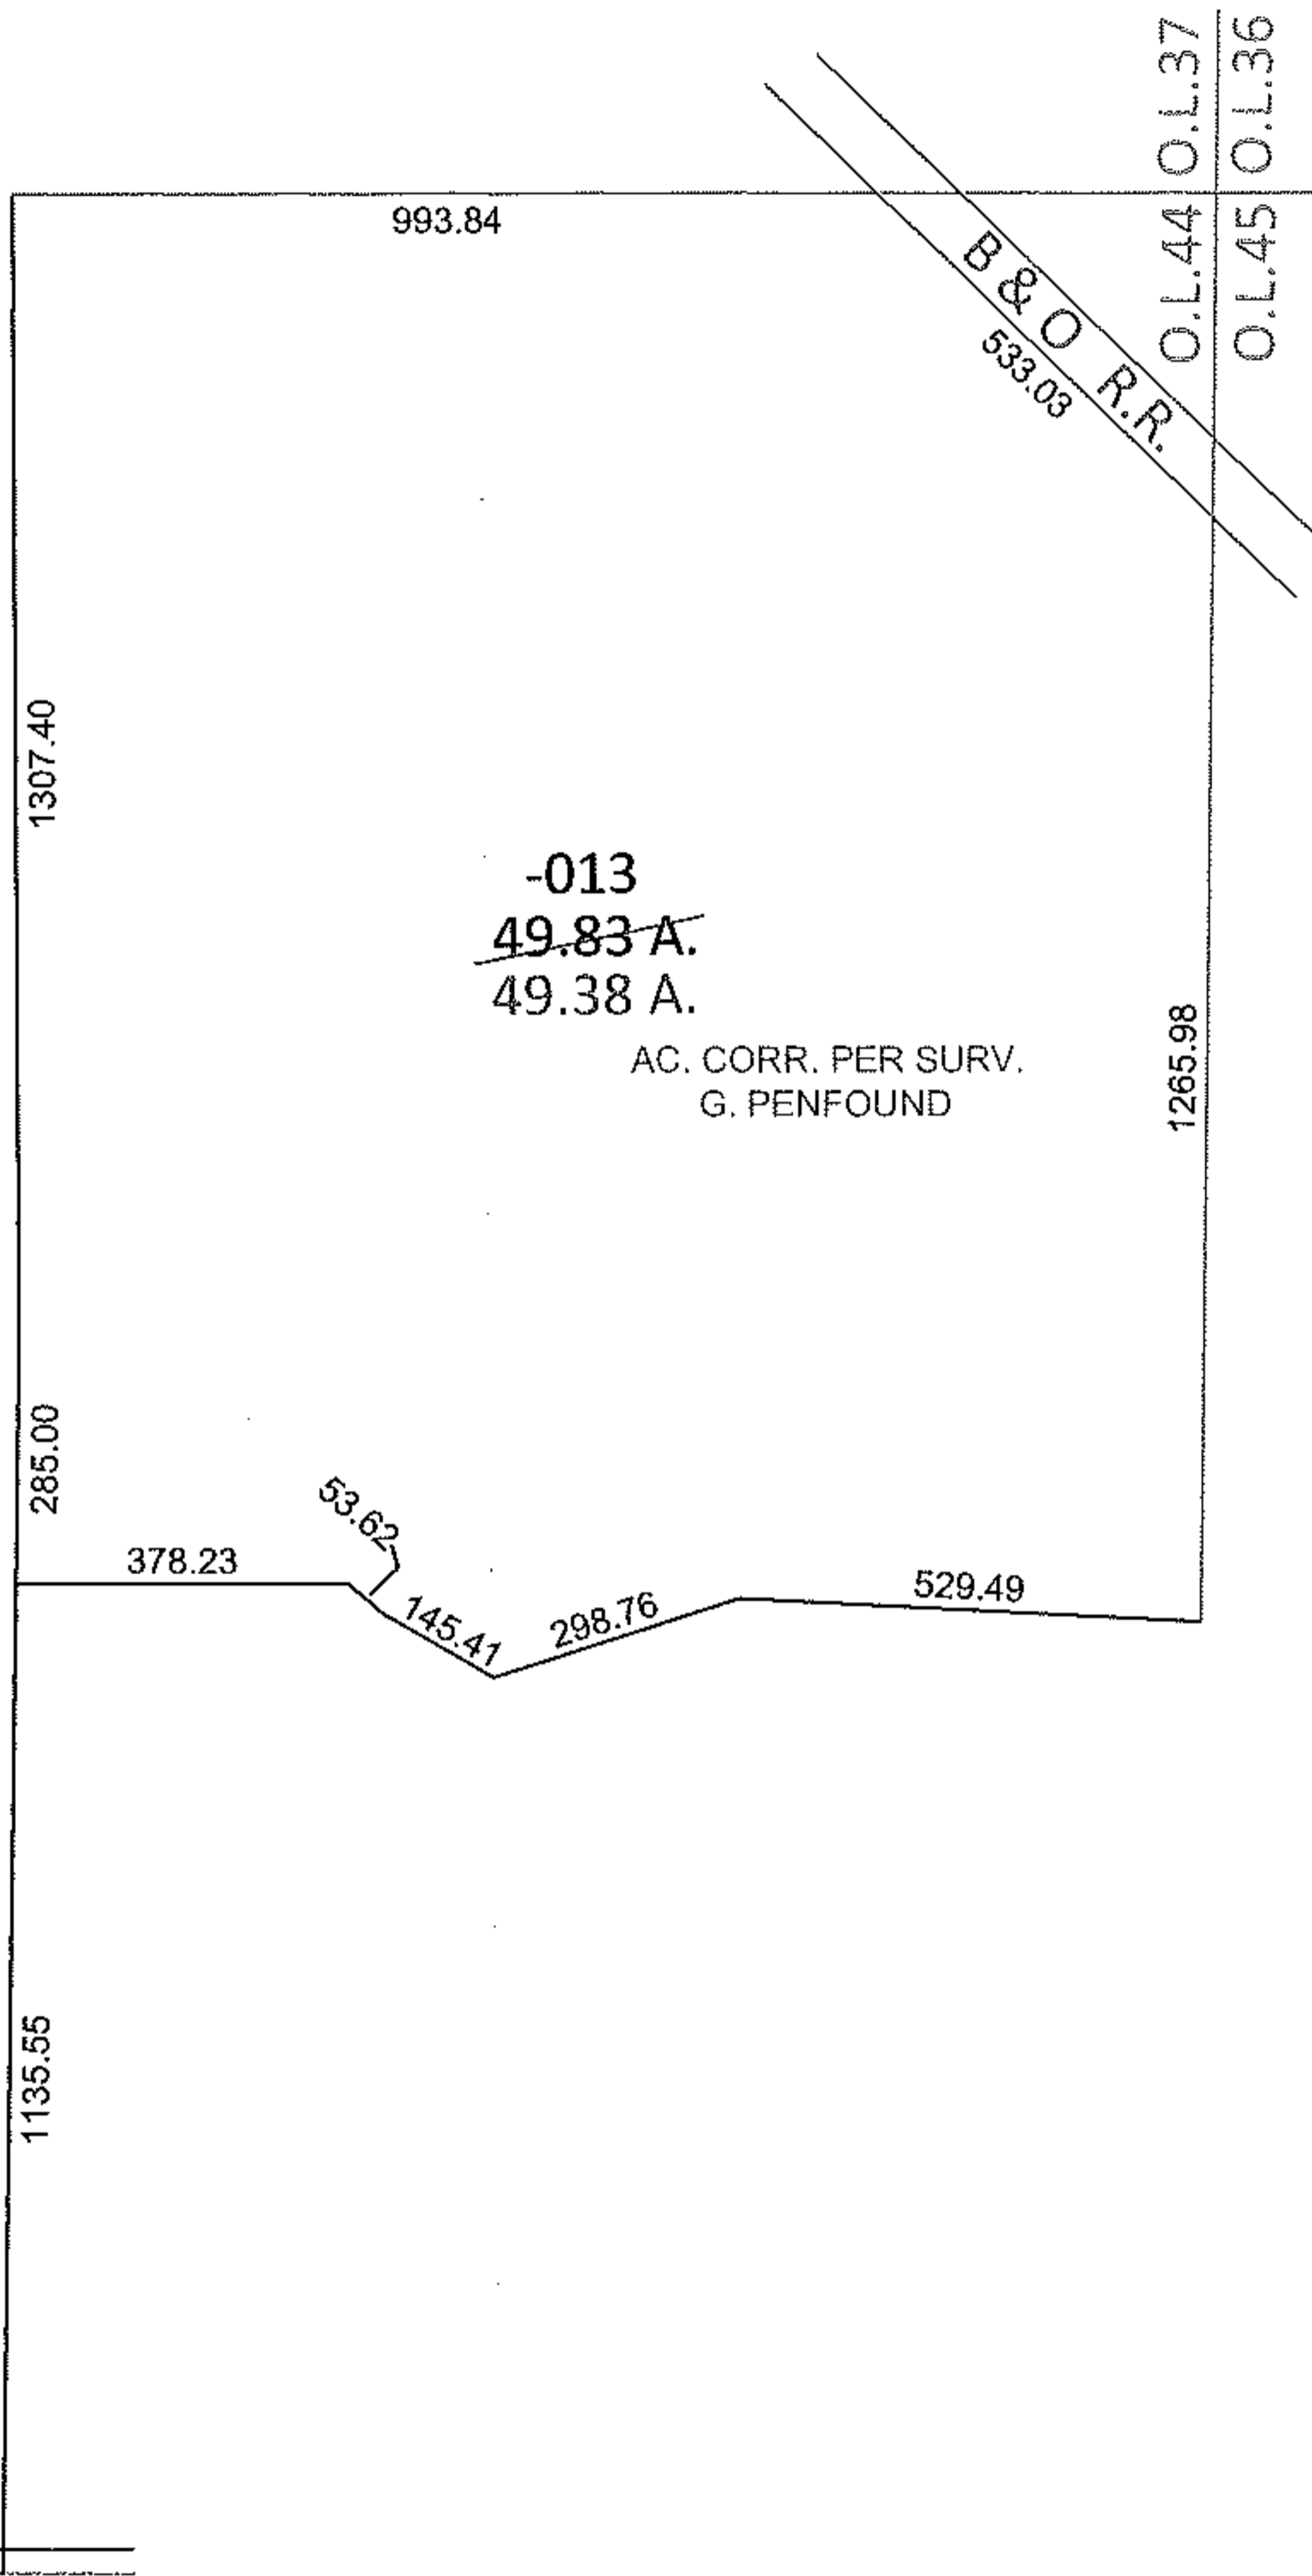 O.L.37
O.L.36
993.84
O.L.44
O.L.45
B & O R.R.
533.03
1307.40
-013
49.83 A.
49.38 A.
AC. CORR. PER SURV.
G. PENFOUND
1265.98
285.00
53.62
378.23
145.41
298.76
529.49
1135.55